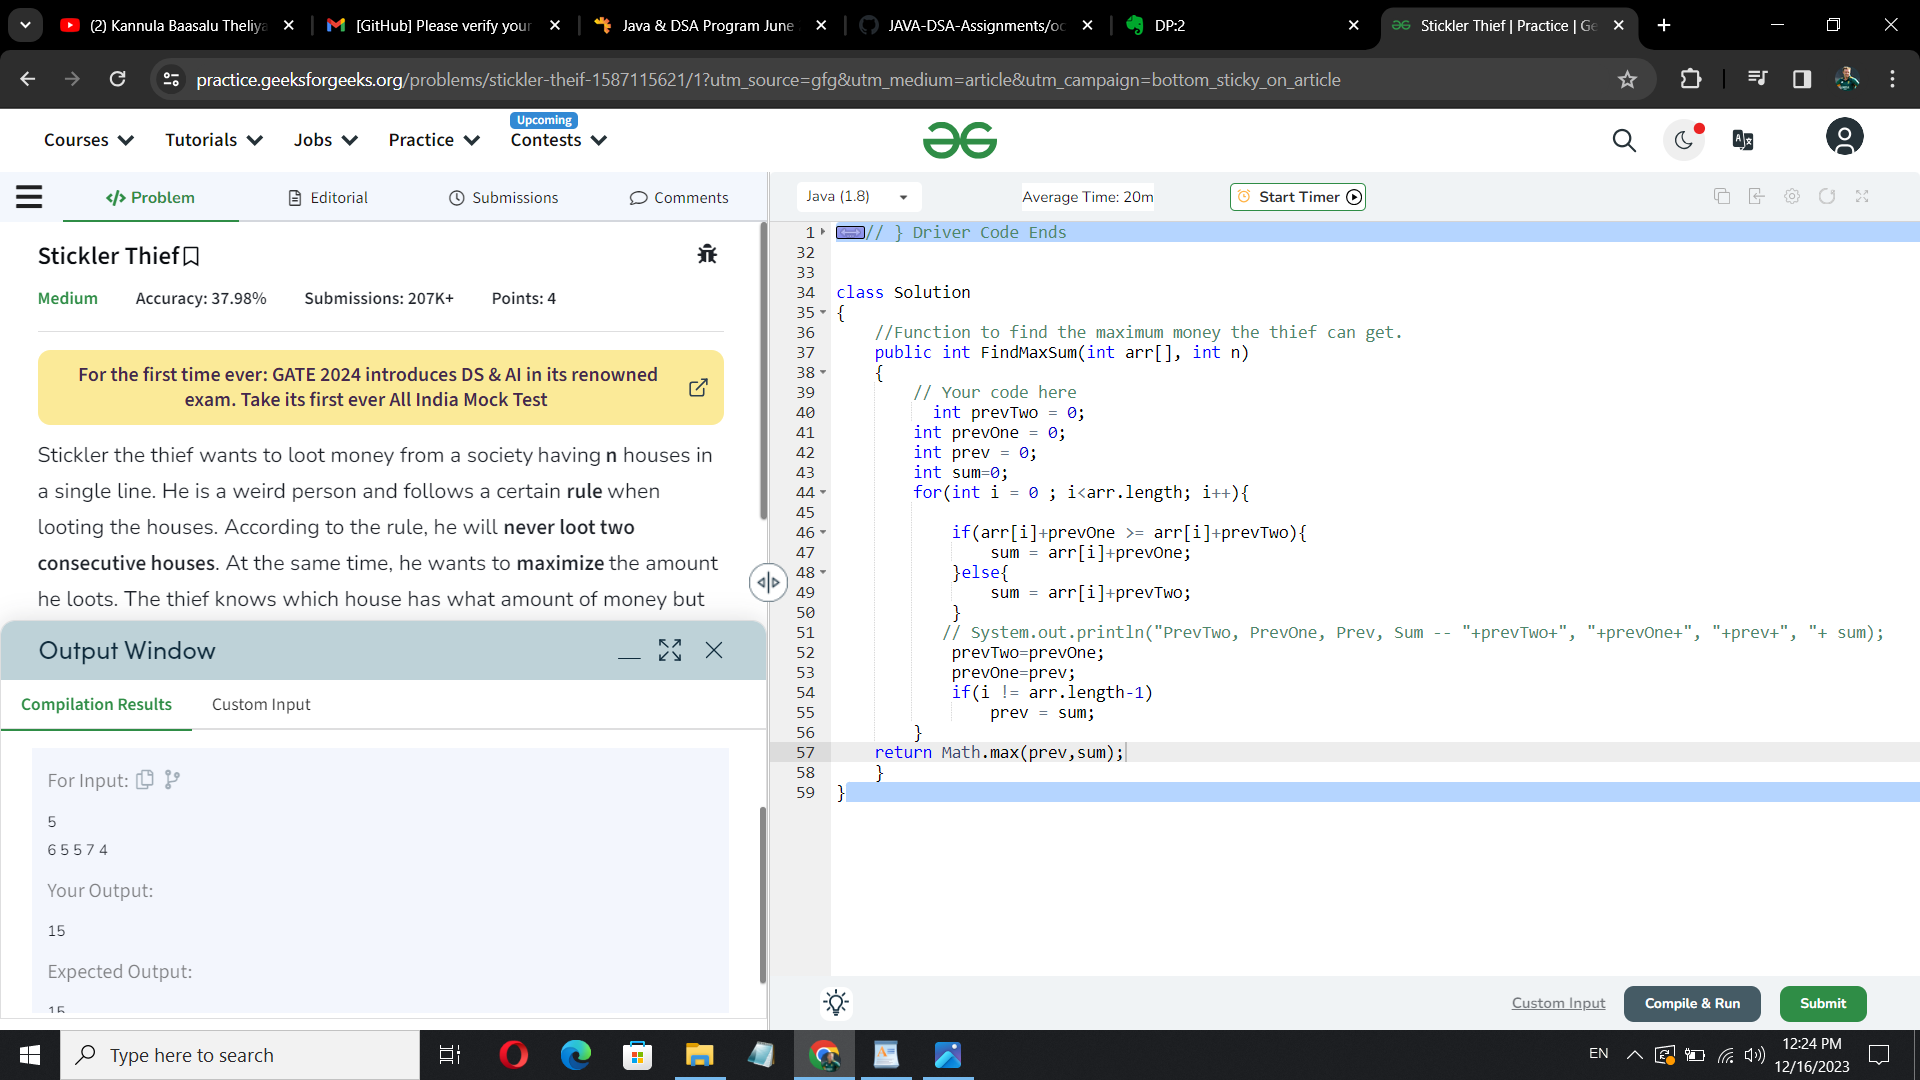 (2) Kannula Baasalu Theliya
[GitHub] Please verify your
Java & DSA Program June
JAVA-DSA-Assignments/oc
DP:2
Stickler Thief | Practice | Ge
practice.geeksforgeeks.org/problems/stickler-theif-1587115621/1?utm_source=gfg&utm_medium=article&utm_campaign=bottom_sticky_on_article
Courses
Tutorials
Jobs
Practice
Upcoming
Contests
</> Problem
Editorial
Submissions
Comments
Java (1.8)
Average Time: 20m
Start Timer
Stickler Thief
Medium
Accuracy: 37.98%
Submissions: 207K+
Points: 4
For the first time ever: GATE 2024 introduces DS & AI in its renowned
exam. Take its first ever All India Mock Test
Stickler the thief wants to loot money from a society having n houses in
a single line. He is a weird person and follows a certain rule when
looting the houses. According to the rule, he will never loot two
consecutive houses. At the same time, he wants to maximize the amount
he loots. The thief knows which house has what amount of money but
Output Window
Compilation Results
Custom Input
For Input:
5
6 5 5 7 4
Your Output:
15
Expected Output:
15
1 // } Driver Code Ends
32
33
34 class Solution
35 {
36 //Function to find the maximum money the thief can get.
37 public int FindMaxSum(int arr[], int n)
38 {
39 // Your code here
40 int prevTwo = 0;
41 int prevOne = 0;
42 int prev = 0;
43 int sum=0;
44 for(int i = 0 ; i<arr.length; i++){
45
46 if(arr[i]+prevOne >= arr[i]+prevTwo){
47 sum = arr[i]+prevOne;
48 }else{
49 sum = arr[i]+prevTwo;
50 }
51 // System.out.println("PrevTwo, PrevOne, Prev, Sum -- "+prevTwo+", "+prevOne+", "+prev+", "+ sum);
52 prevTwo=prevOne;
53 prevOne=prev;
54 if(i != arr.length-1)
55 prev = sum;
56 }
57 return Math.max(prev,sum);
58 }
59 }
Custom Input
Compile & Run
Submit
Type here to search
EN
12:24 PM
12/16/2023